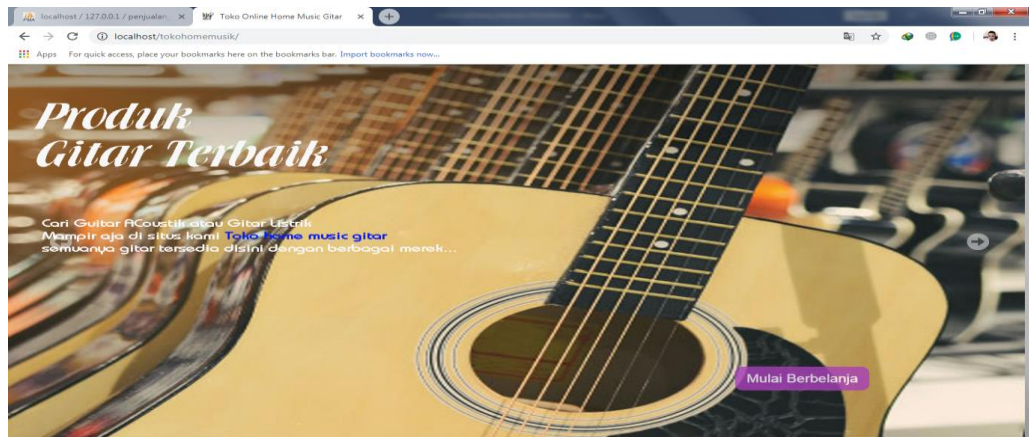 localhost / 127.0.0.1 / penjualan
Toko Online Home Music Gitar
localhost/tokohomemusik/
Apps For quick access, place your bookmarks here on the bookmarks bar. Import bookmarks now...
Produk
Gitar Terbaik
Cari Guitar ACoustik atau Gitar Listrik
Mampir aja di situs kami Toko home music gitar
semuanya gitar tersedia disini dengan berbagai merek...
Mulai Berbelanja